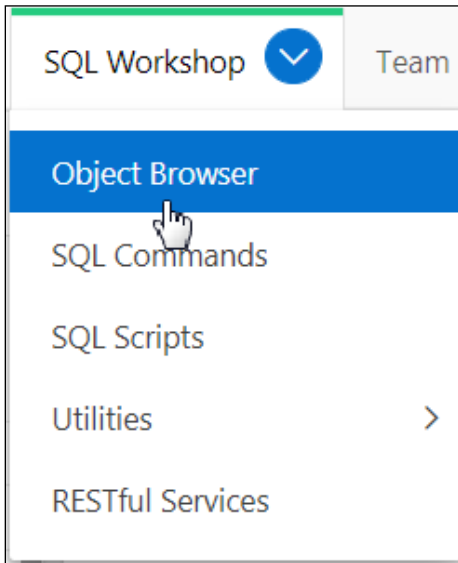 SQL Workshop Team
Object Browser
SQL Commands
SQL Scripts
Utilities
RESTful Services